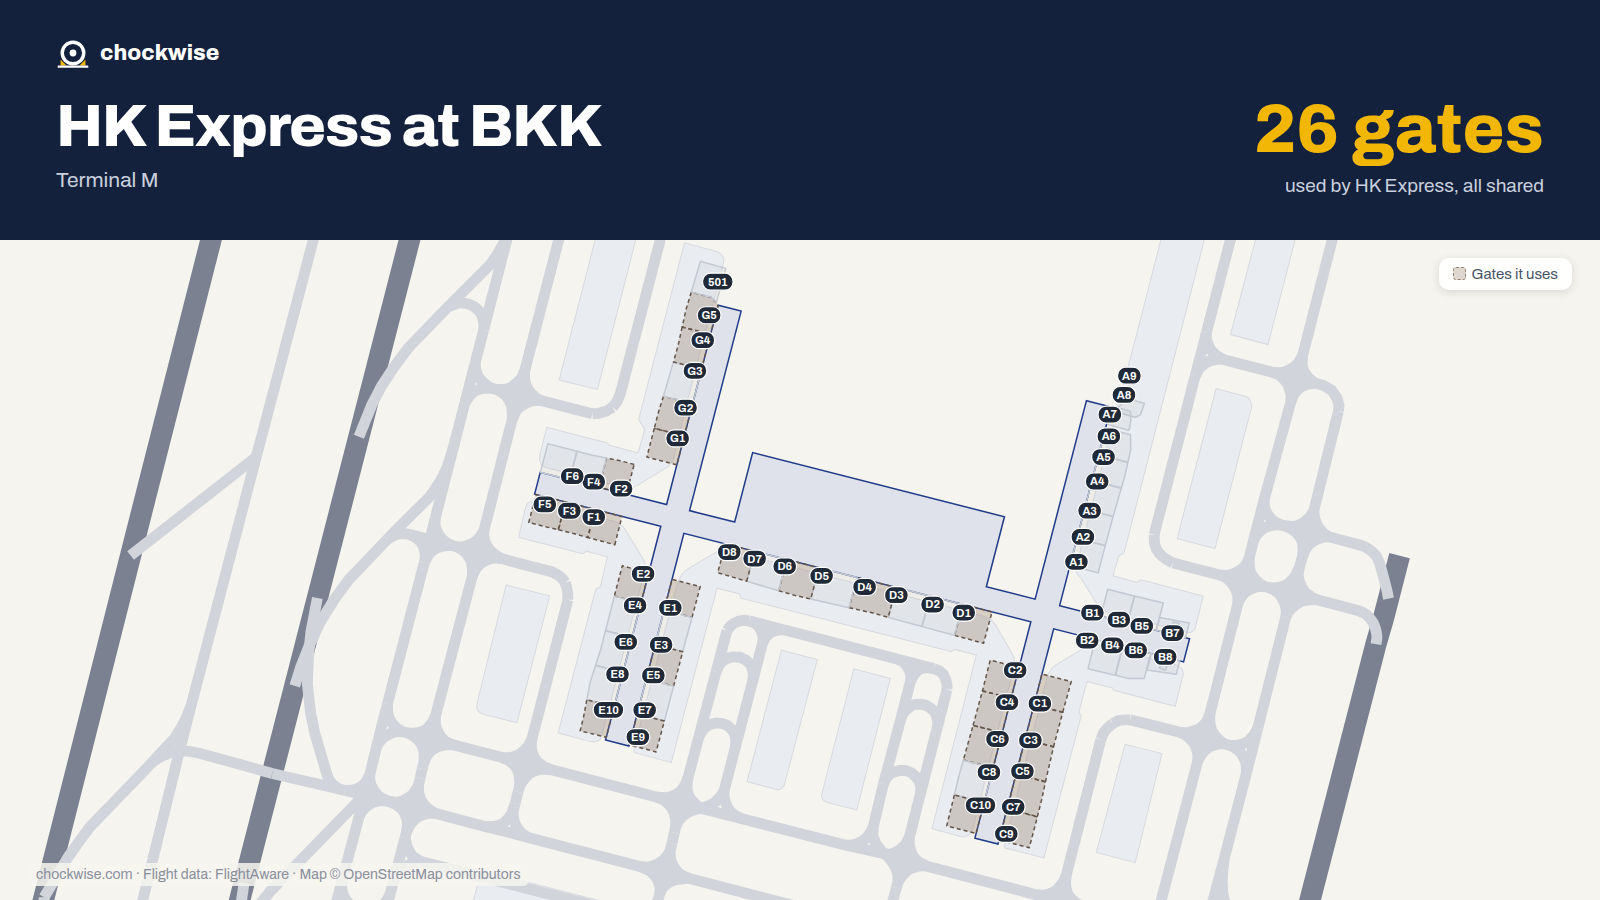 chockwise
HK Express at BKK
Terminal M
26 gates
used by HK Express, all shared
Gates it uses
501
G5
G4
G3
G2
G1
F6
F4
F2
F5
F3
F1
E2
E4
E1
E6
E3
E8
E5
E10
E7
E9
D8
D7
D6
D5
D4
D3
D2
D1
C2
C4
C1
C6
C3
C8
C5
C10
C7
C9
A9
A8
A7
A6
A5
A4
A3
A2
A1
B1
B3
B5
B7
B2
B4
B6
B8
chockwise.com · Flight data: FlightAware · Map © OpenStreetMap contributors